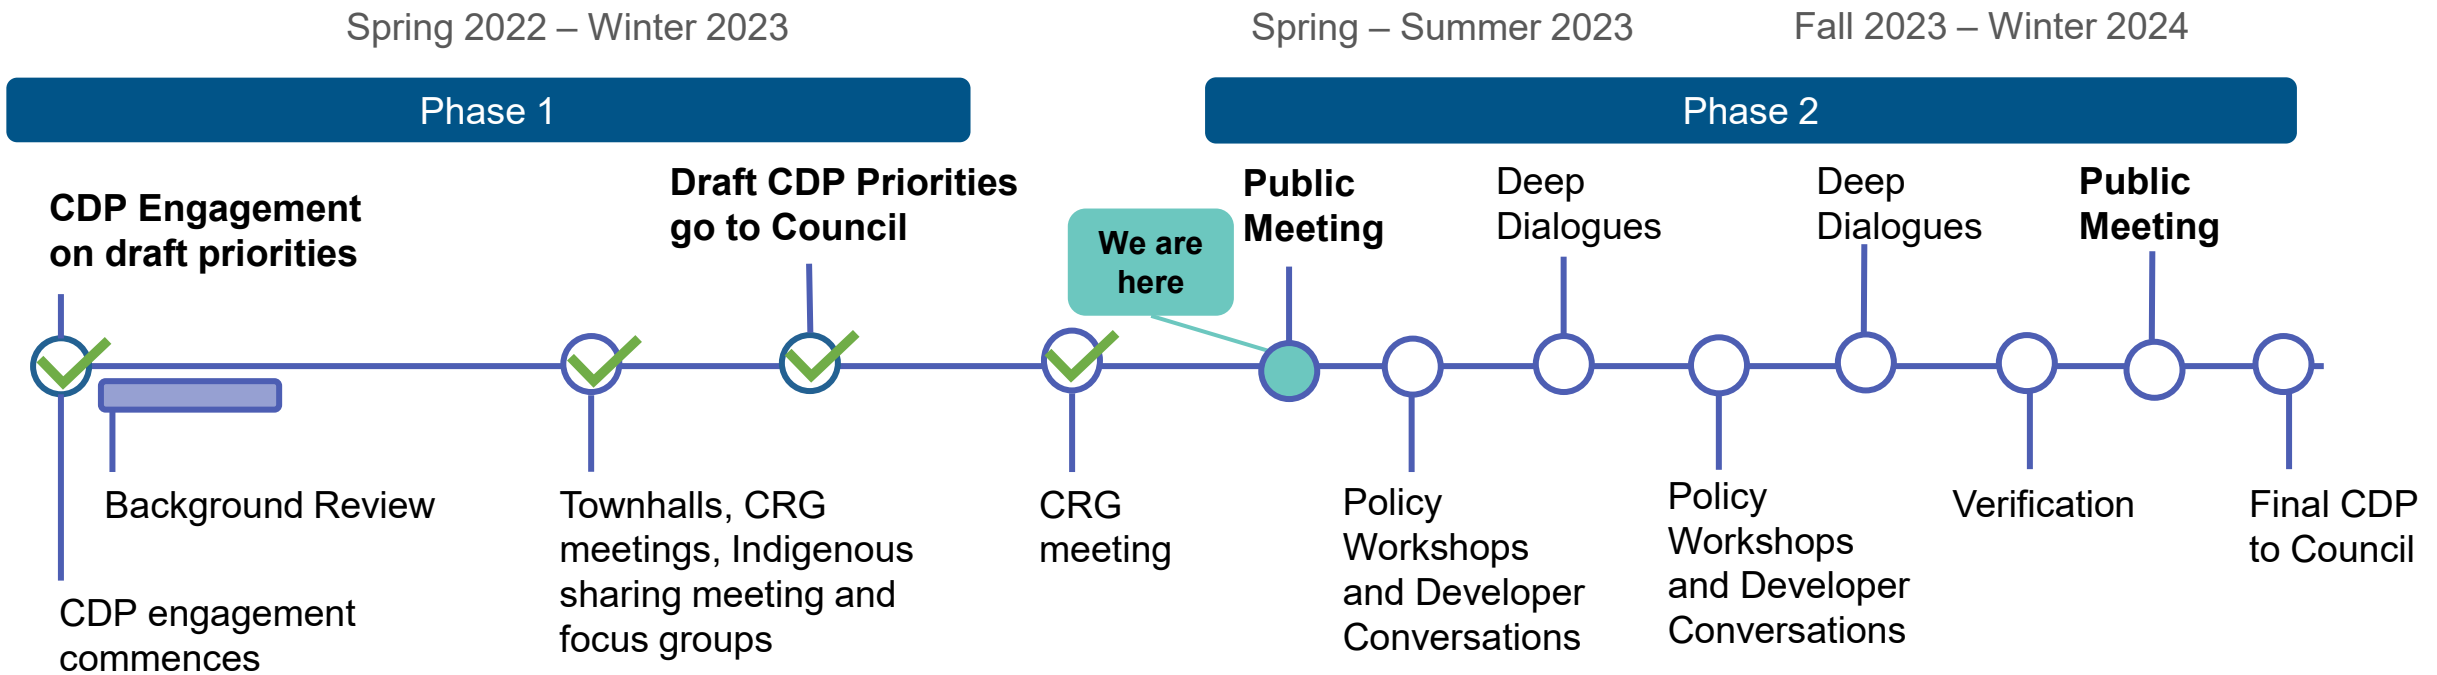 Spring 2022 – Winter 2023
Spring – Summer 2023
Fall 2023 – Winter 2024
Phase 1
Phase 2
CDP Engagement
on draft priorities
Draft CDP Priorities
go to Council
We are
here
Public
Meeting
Deep
Dialogues
Deep
Dialogues
Public
Meeting
Background Review
CDP engagement
commences
Townhalls, CRG
meetings, Indigenous
sharing meeting and
focus groups
CRG
meeting
Policy
Workshops
and Developer
Conversations
Policy
Workshops
and Developer
Conversations
Verification
Final CDP
to Council